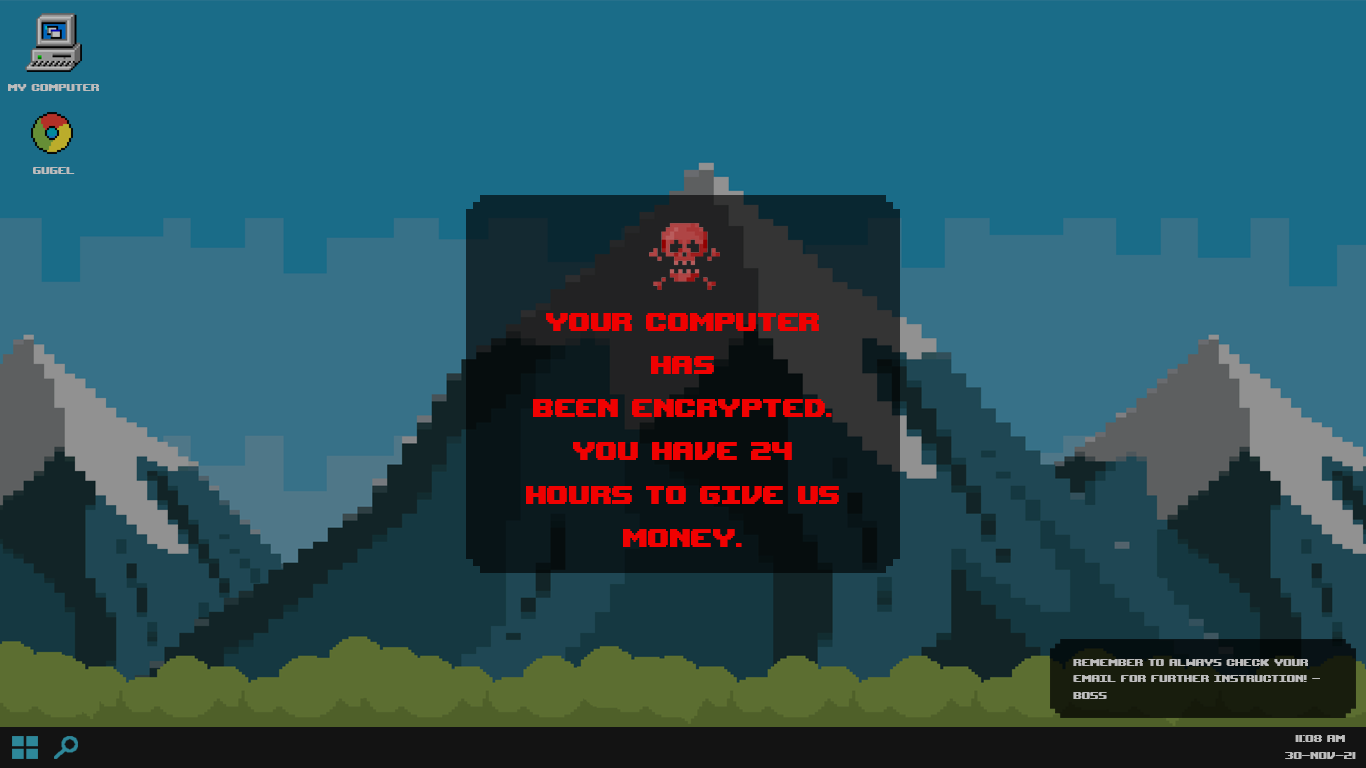 MY COMPUTER
GUGEL
YOUR COMPUTER
HAS
BEEN ENCRYPTED.
YOU HAVE 24
HOURS TO GIVE US
MONEY.
REMEMBER TO ALWAYS CHECK YOUR
EMAIL FOR FURTHER INSTRUCTION! -
BOSS
11:08 AM
30-NOV-21